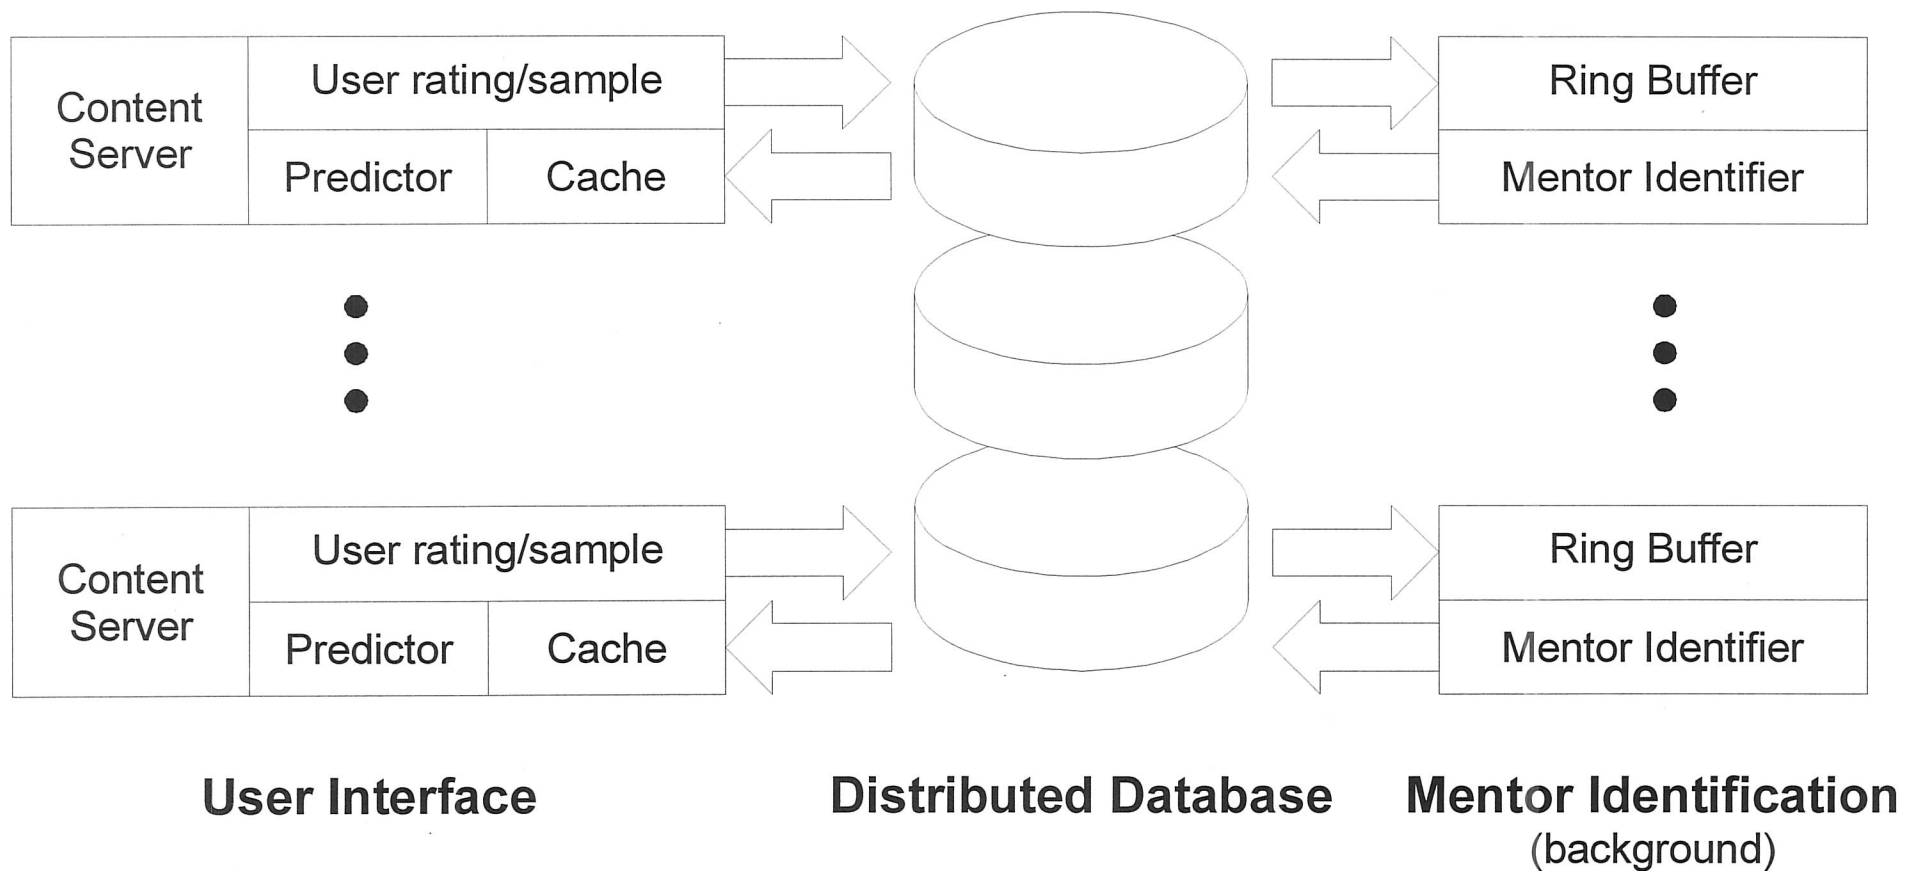 Content
Server
User rating/sample
Predictor
Cache
Ring Buffer
Mentor Identifier
Content
Server
User rating/sample
Predictor
Cache
Ring Buffer
Mentor Identifier
User Interface
Distributed Database
Mentor Identification
(background)